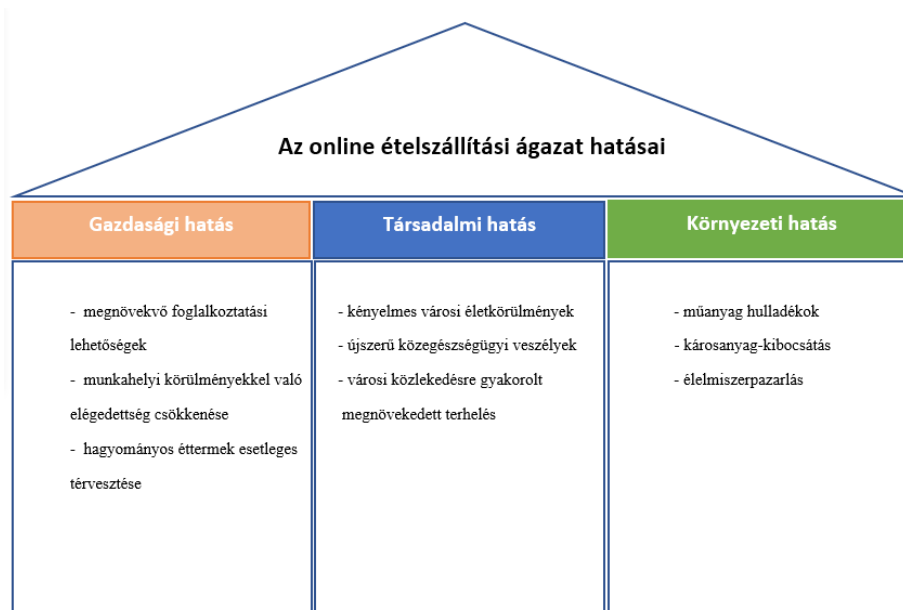 Az online ételszállítási ágazat hatásai
Gazdasági hatás
Társadalmi hatás
Környezeti hatás
- megnövekvő foglalkoztatási
lehetőségek
- munkahelyi körülményekkel való
elégedettség csökkenése
- hagyományos éttermek esetleges
térvesztése
- kényelmes városi életkörülmények
- újszerű közegészségügyi veszélyek
- városi közlekedésre gyakorolt
megnövekedett terhelés
- műanyag hulladékok
- károsanyag-kibocsátás
- élelmiszerpazarlás